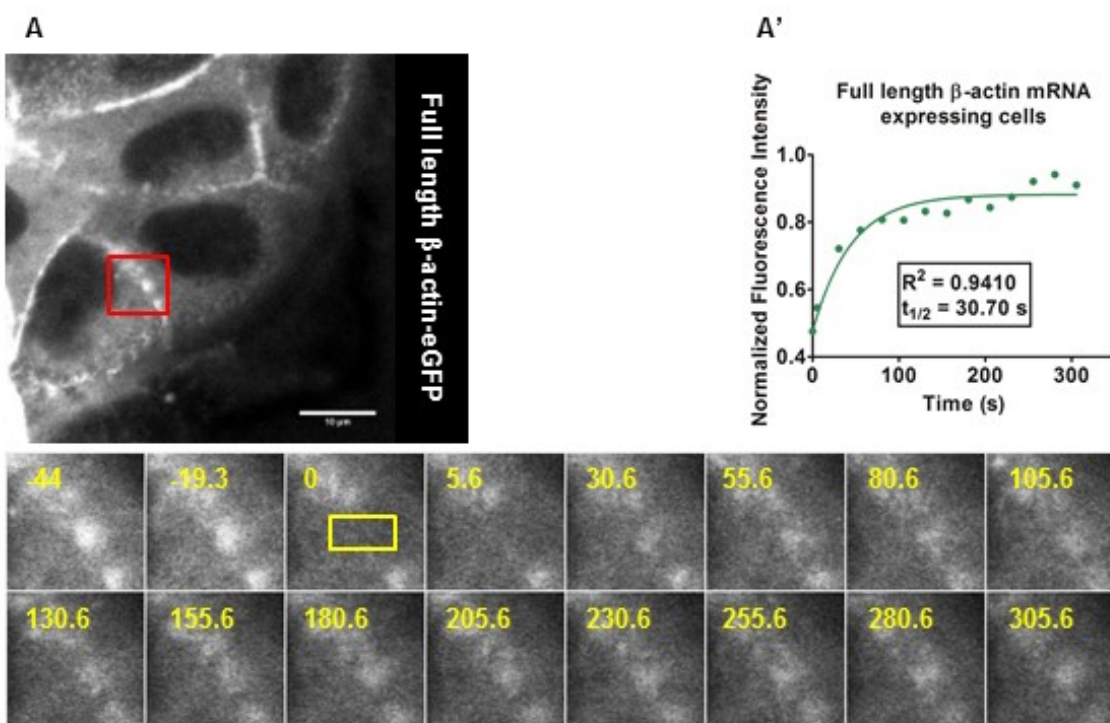 A
A'
Full length β-actin-eGFP
10 μm
Full length β-actin mRNA
expressing cells
Normalized Fluorescence Intensity
1.0
0.8
0.6
0.4
R² = 0.9410
t₁/₂ = 30.70 s
0
100
200
300
Time (s)
-44
-19.3
0
5.6
30.6
55.6
80.6
105.6
130.6
155.6
180.6
205.6
230.6
255.6
280.6
305.6